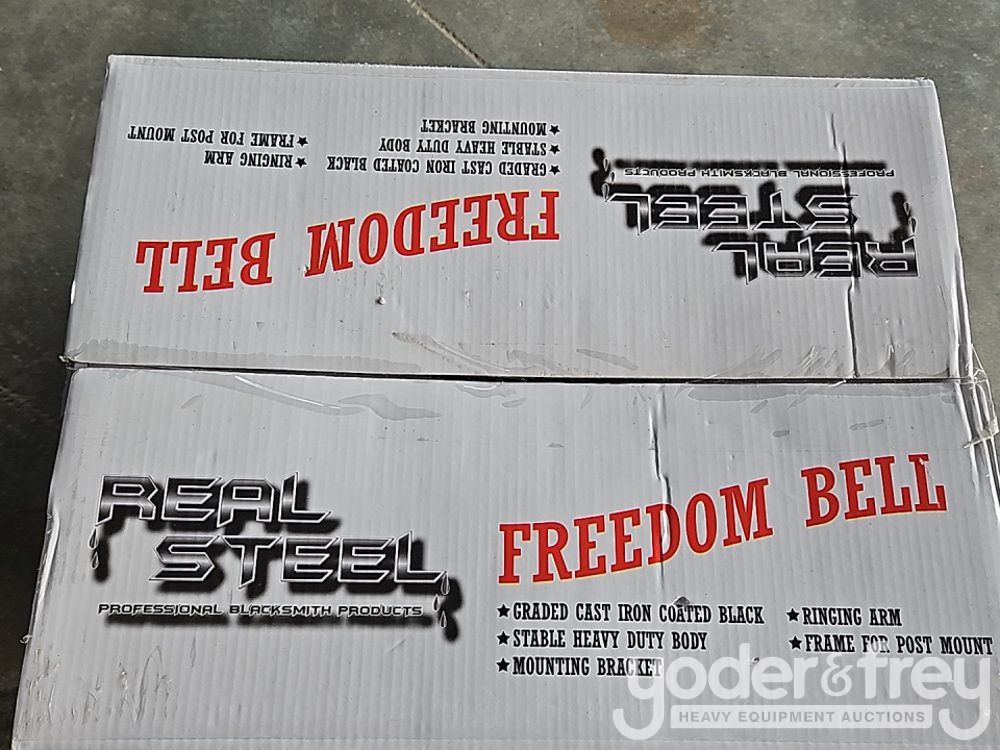 ★ FRAME FOR POST MOUNT
★ RINGING ARM
★ MOUNTING BRACKET
★ STABLE HEAVY DUTY BODY
★ GRADED CAST IRON COATED BLACK
FREEDOM BELL
PROFESSIONAL BLACKSMITH PRODUCTS
STEEL
REAL
REAL
STEEL
PROFESSIONAL BLACKSMITH PRODUCTS
FREEDOM BELL
★ GRADED CAST IRON COATED BLACK
★ STABLE HEAVY DUTY BODY
★ MOUNTING BRACKET
★ RINGING ARM
★ FRAME FOR POST MOUNT
yoder&frey
HEAVY EQUIPMENT AUCTIONS